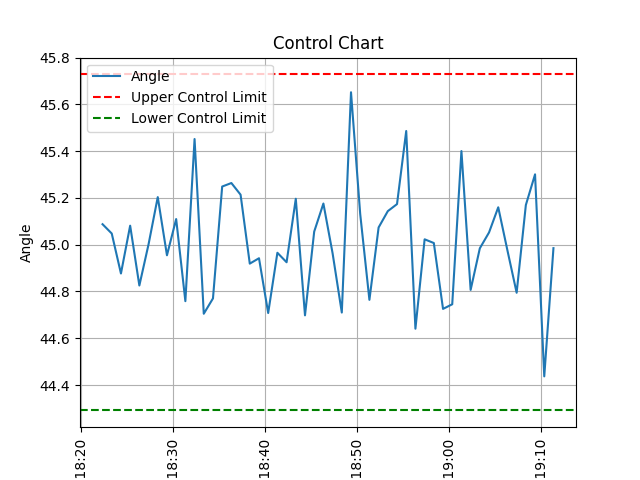 Control Chart
Angle
Upper Control Limit
Lower Control Limit
45.8
45.6
45.4
45.2
45.0
44.8
44.6
44.4
Angle
18:20
18:30
18:40
18:50
19:00
19:10